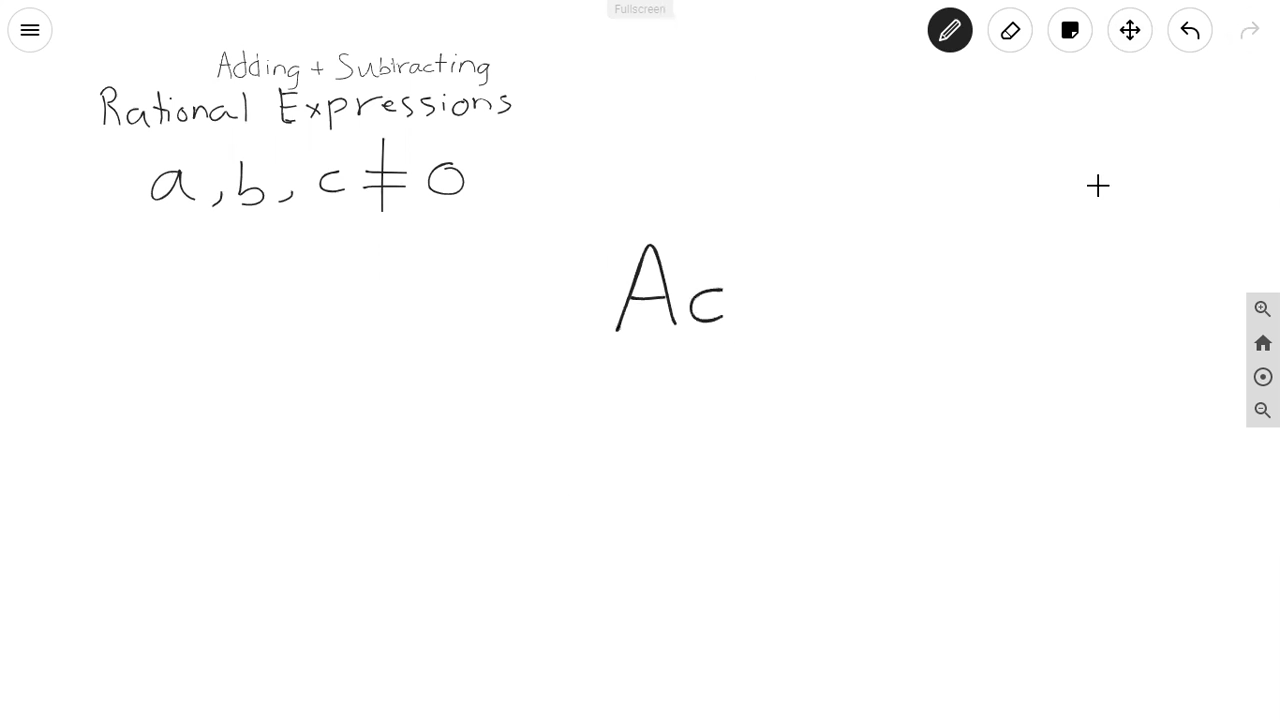 Fullscreen
Adding + Subtracting
Rational Expressions
a, b, c ≠ 0
Ac